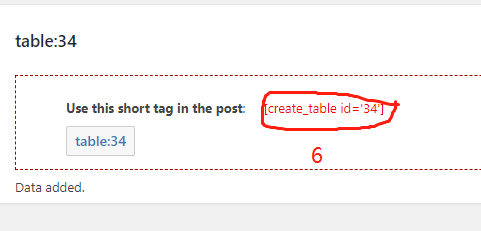 table:34
Use this short tag in the post: [create_table id='34']
table:34
6
Data added.